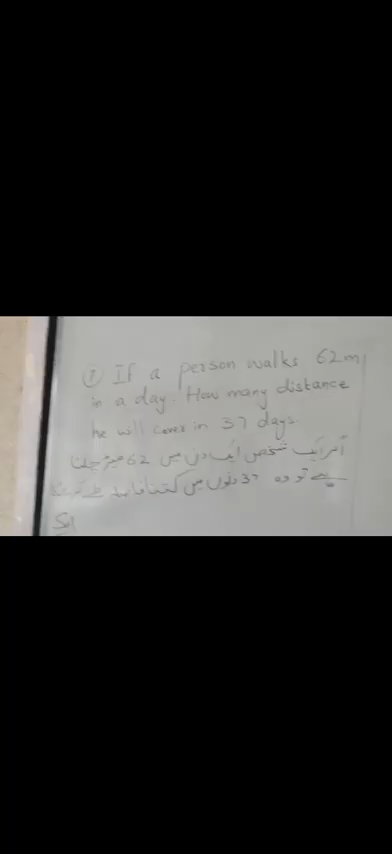 ⑦ If a person walks 62m
in a day. How many distance
he will cover in 37 days.
اگر ایک شخص ایک دن میں 62 میٹر چلتا
ہے تو وہ 37 دنوں میں کتنا فاصلہ طے کرے گا
Sol